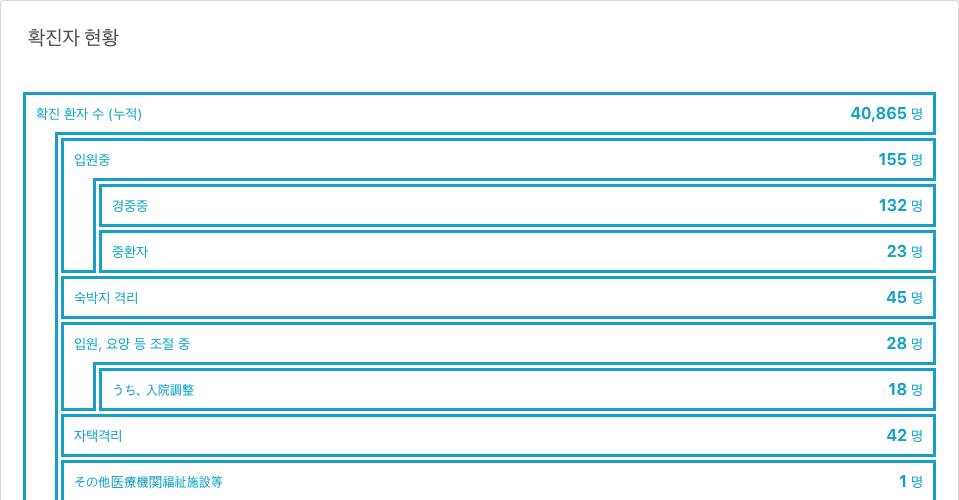 확진자 현황
확진 환자 수 (누적) 40,865 명
입원중 155 명
경중증 132 명
중환자 23 명
숙박지 격리 45 명
입원, 요양 등 조절 중 28 명
うち、入院調整 18 명
자택격리 42 명
その他医療機関福祉施設等 1 명